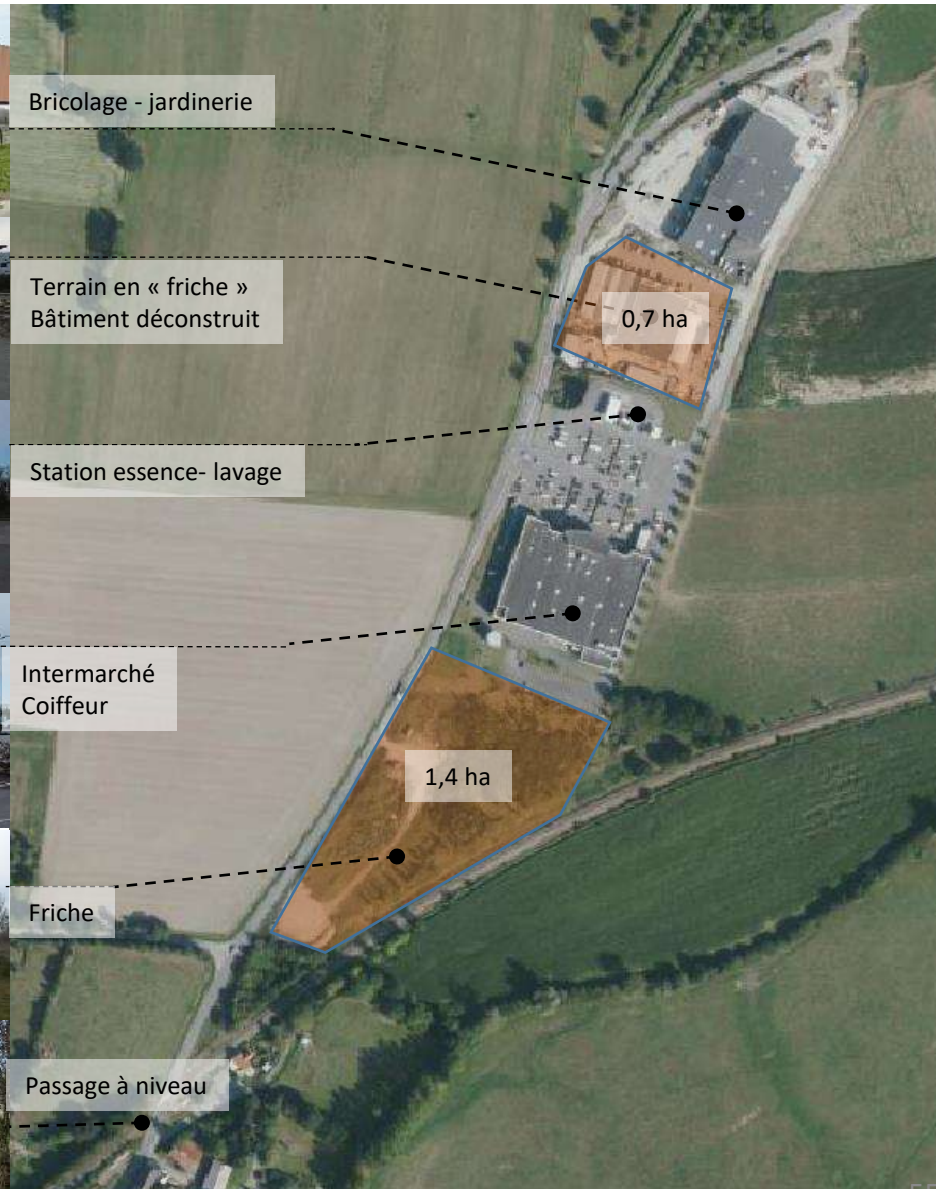 Bricolage - jardinerie
Terrain en « friche »
Bâtiment déconstruit
0,7 ha
Station essence- lavage
Intermarché
Coiffeur
1,4 ha
Friche
Passage à niveau